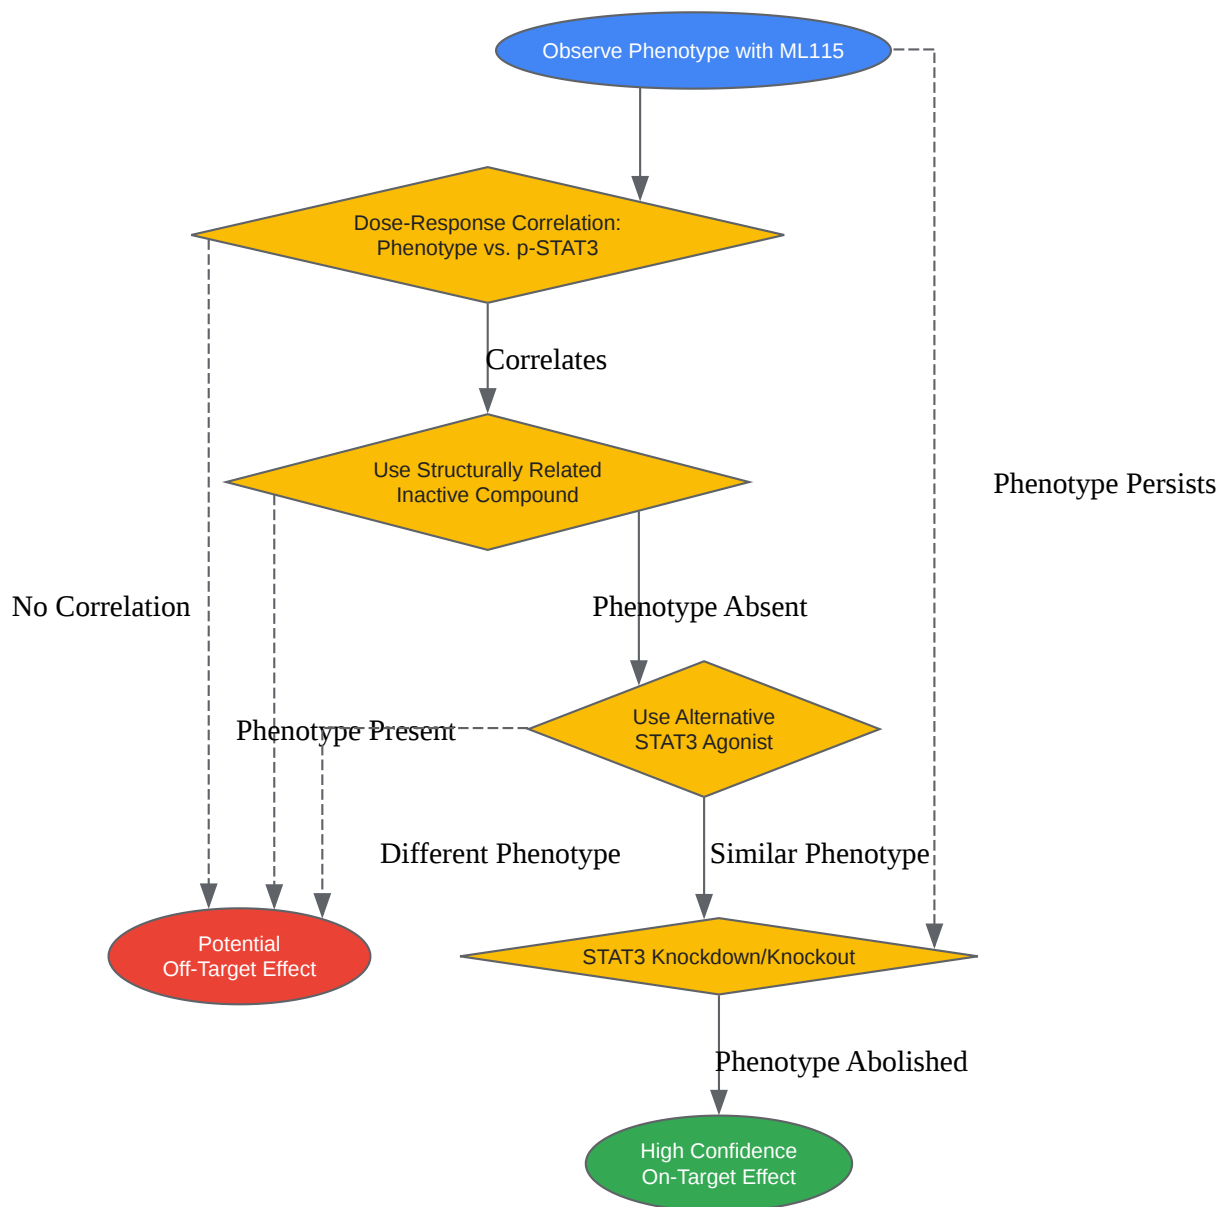 Observe Phenotype with ML115
Dose-Response Correlation:
Phenotype vs. p-STAT3
Correlates
Use Structurally Related
Inactive Compound
Phenotype Persists
No Correlation
Phenotype Absent
Use Alternative
STAT3 Agonist
Phenotype Present
Different Phenotype
Similar Phenotype
Potential
Off-Target Effect
STAT3 Knockdown/Knockout
Phenotype Abolished
High Confidence
On-Target Effect